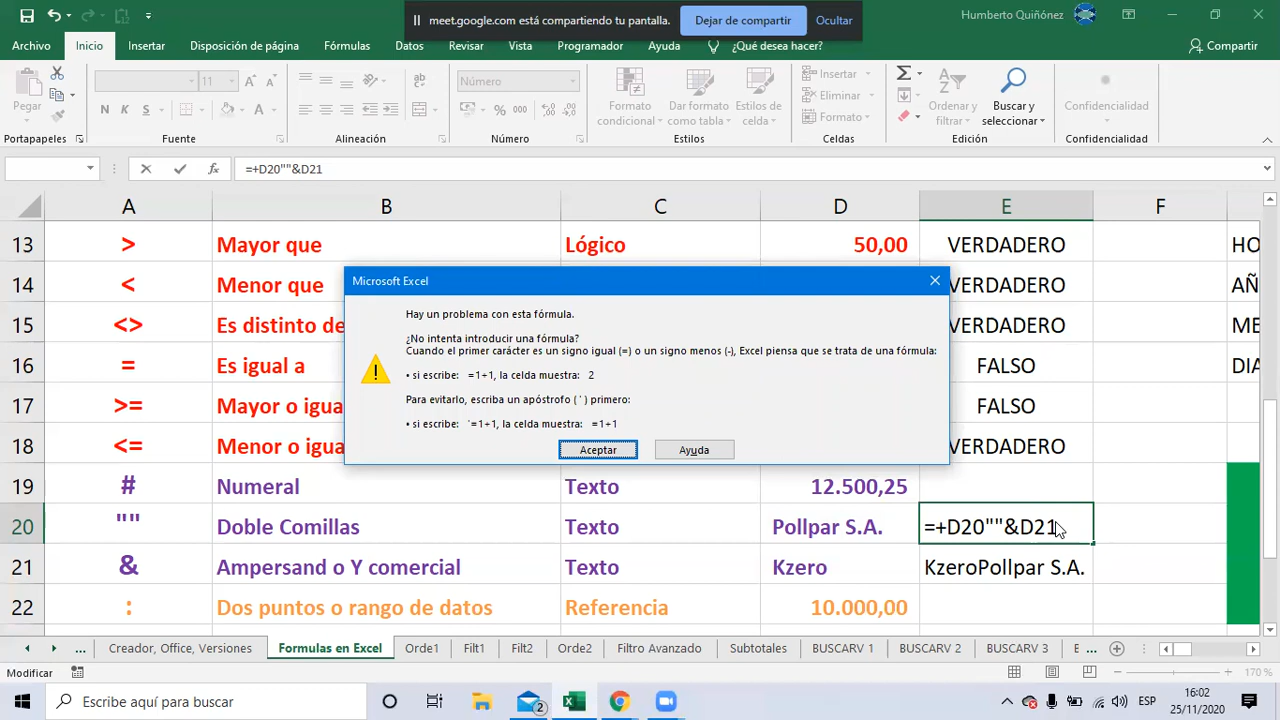 meet.google.com está compartiendo tu pantalla. Dejar de compartir Ocultar
Humberto Quiñónez
Archivo Inicio Insertar Disposición de página Fórmulas Datos Revisar Vista Programador Ayuda ¿Qué desea hacer? Compartir
Pegar
11
N K S
Número
% 000
Formato condicional
Dar formato como tabla
Estilos de celda
Insertar
Eliminar
Formato
Ordenar y filtrar
Buscar y seleccionar
Confidencialidad
Portapapeles Fuente Alineación Número Estilos Celdas Edición Confidencialidad
fx =+D20""&D21
A B C D E F
13 > Mayor que Lógico 50,00 VERDADERO HO
14 < Menor que VERDADERO AÑ
15 <> Es distinto de VERDADERO ME
16 = Es igual a FALSO DIA
17 >= Mayor o igua FALSO
18 <= Menor o igua VERDADERO
19 # Numeral Texto 12.500,25
20 "" Doble Comillas Texto Pollpar S.A. =+D20""&D21
21 & Ampersand o Y comercial Texto Kzero KzeroPollpar S.A.
22 : Dos puntos o rango de datos Referencia 10.000,00
Microsoft Excel
Hay un problema con esta fórmula.
¿No intenta introducir una fórmula?
Cuando el primer carácter es un signo igual (=) o un signo menos (-), Excel piensa que se trata de una fórmula:
• si escribe: =1+1, la celda muestra: 2
Para evitarlo, escriba un apóstrofo ( ' ) primero:
• si escribe: '=1+1, la celda muestra: =1+1
Aceptar Ayuda
... Creador, Office, Versiones Formulas en Excel Orde1 Filt1 Filt2 Orde2 Filtro Avanzado Subtotales BUSCARV 1 BUSCARV 2 BUSCARV 3 E ...
Modificar 170 %
Escribe aquí para buscar
2
ESP
16:02
25/11/2020